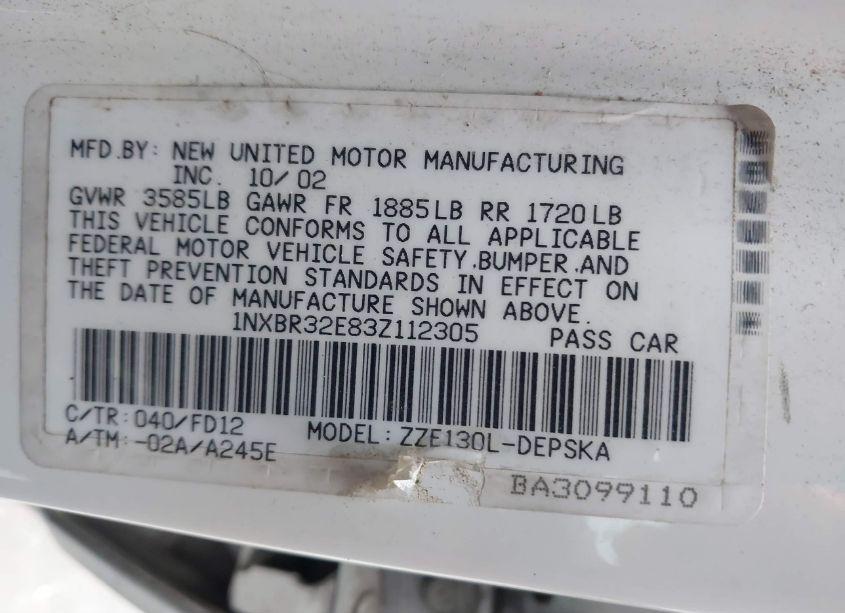 MFD.BY: NEW UNITED MOTOR MANUFACTURING
INC. 10/02
GVWR 3585LB GAWR FR 1885LB RR 1720LB
THIS VEHICLE CONFORMS TO ALL APPLICABLE
FEDERAL MOTOR VEHICLE SAFETY,BUMPER,AND
THEFT PREVENTION STANDARDS IN EFFECT ON
THE DATE OF MANUFACTURE SHOWN ABOVE.
1NXBR32E83Z112305 PASS CAR
C/TR:040/FD12 MODEL:ZZE130L-DEPSKA
A/TM:-02A/A245E
BA3099110